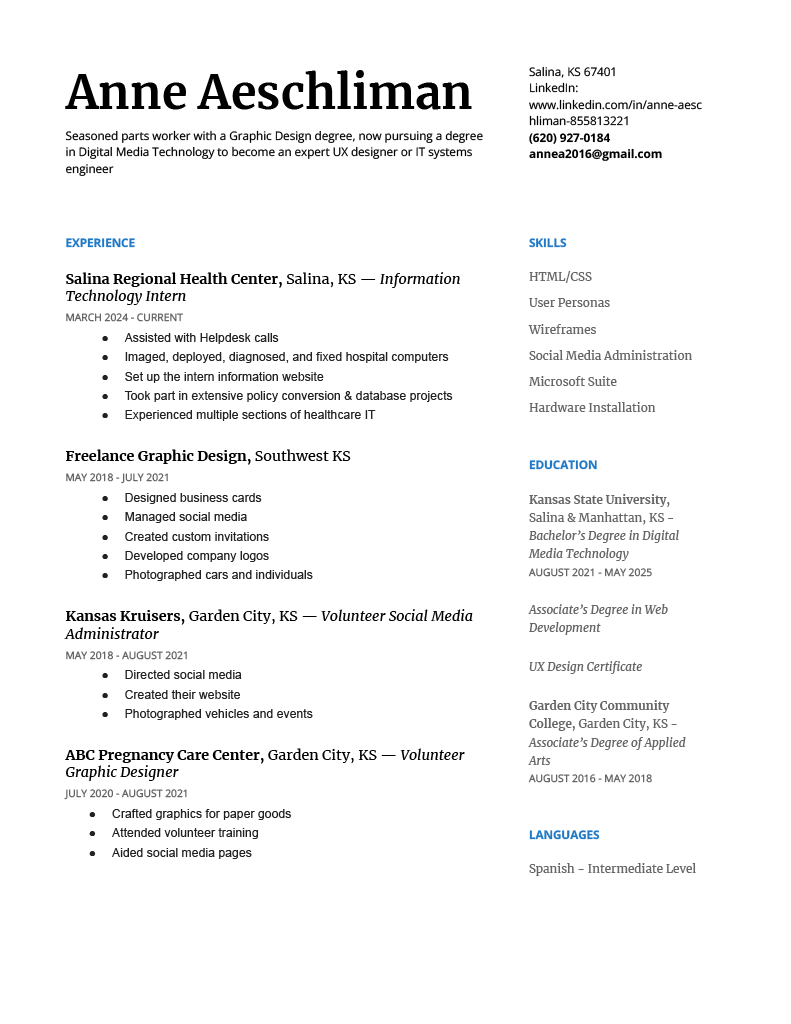 Anne Aeschliman
Seasoned parts worker with a Graphic Design degree, now pursuing a degree
in Digital Media Technology to become an expert UX designer or IT systems
engineer
Salina, KS 67401
LinkedIn:
www.linkedin.com/in/anne-aesc
hliman-855813221
(620) 927-0184
annea2016@gmail.com
EXPERIENCE
Salina Regional Health Center, Salina, KS — Information
Technology Intern
MARCH 2024 - CURRENT
● Assisted with Helpdesk calls
● Imaged, deployed, diagnosed, and fixed hospital computers
● Set up the intern information website
● Took part in extensive policy conversion & database projects
● Experienced multiple sections of healthcare IT
Freelance Graphic Design, Southwest KS
MAY 2018 - JULY 2021
● Designed business cards
● Managed social media
● Created custom invitations
● Developed company logos
● Photographed cars and individuals
Kansas Kruisers, Garden City, KS — Volunteer Social Media
Administrator
MAY 2018 - AUGUST 2021
● Directed social media
● Created their website
● Photographed vehicles and events
ABC Pregnancy Care Center, Garden City, KS — Volunteer
Graphic Designer
JULY 2020 - AUGUST 2021
● Crafted graphics for paper goods
● Attended volunteer training
● Aided social media pages
SKILLS
HTML/CSS
User Personas
Wireframes
Social Media Administration
Microsoft Suite
Hardware Installation
EDUCATION
Kansas State University,
Salina & Manhattan, KS –
Bachelor’s Degree in Digital
Media Technology
AUGUST 2021 - MAY 2025
Associate’s Degree in Web
Development
UX Design Certificate
Garden City Community
College, Garden City, KS –
Associate’s Degree of Applied
Arts
AUGUST 2016 - MAY 2018
LANGUAGES
Spanish – Intermediate Level